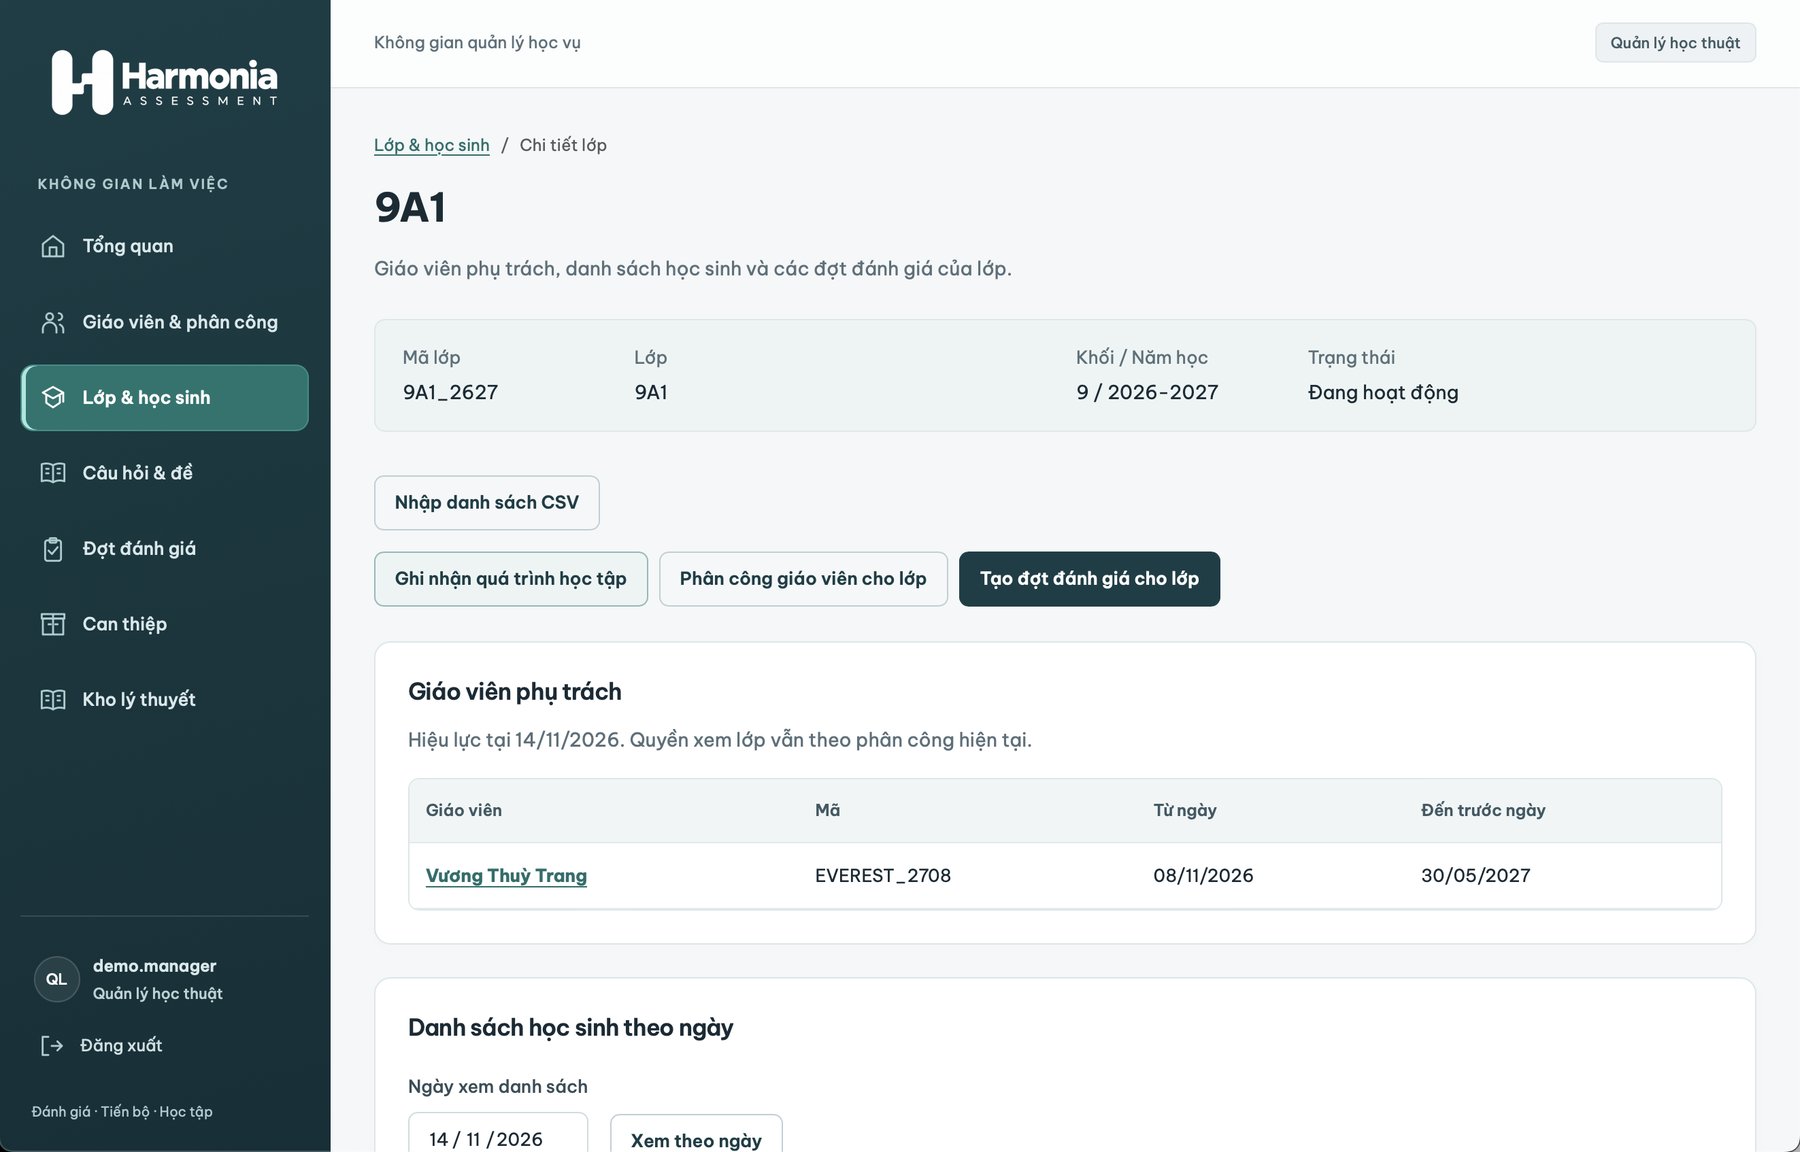 Harmonia
ASSESSMENT
KHÔNG GIAN LÀM VIỆC
Tổng quan
Giáo viên & phân công
Lớp & học sinh
Câu hỏi & đề
Đợt đánh giá
Can thiệp
Kho lý thuyết
QL
demo.manager
Quản lý học thuật
Đăng xuất
Đánh giá · Tiến bộ · Học tập
Không gian quản lý học vụ
Quản lý học thuật
Lớp & học sinh / Chi tiết lớp
9A1
Giáo viên phụ trách, danh sách học sinh và các đợt đánh giá của lớp.
Mã lớp Lớp Khối / Năm học Trạng thái
9A1_2627 9A1 9 / 2026-2027 Đang hoạt động
Nhập danh sách CSV
Ghi nhận quá trình học tập Phân công giáo viên cho lớp Tạo đợt đánh giá cho lớp
Giáo viên phụ trách
Hiệu lực tại 14/11/2026. Quyền xem lớp vẫn theo phân công hiện tại.
Giáo viên Mã Từ ngày Đến trước ngày
Vương Thuỳ Trang EVEREST_2708 08/11/2026 30/05/2027
Danh sách học sinh theo ngày
Ngày xem danh sách
14 / 11 / 2026 Xem theo ngày